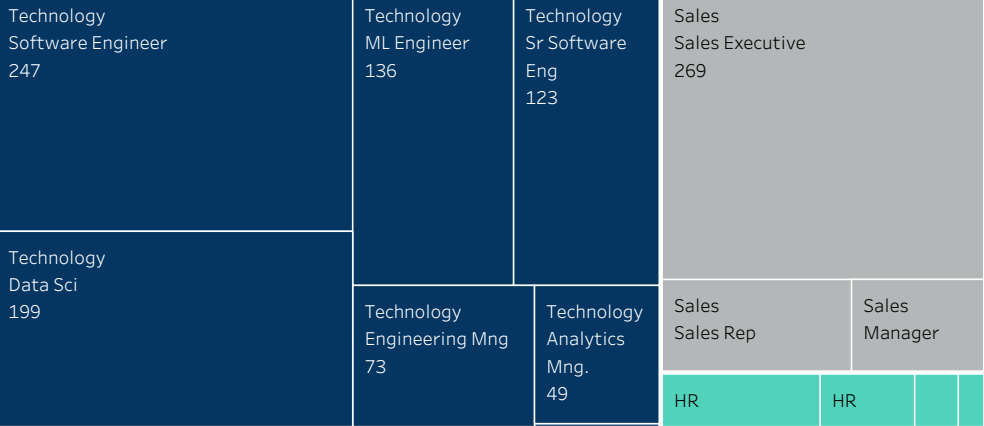 Technology
Software Engineer
247
Technology
ML Engineer
136
Technology
Sr Software
Eng
123
Sales
Sales Executive
269
Technology
Data Sci
199
Technology
Engineering Mng
73
Technology
Analytics
Mng.
49
Sales
Sales Rep
Sales
Manager
HR
HR